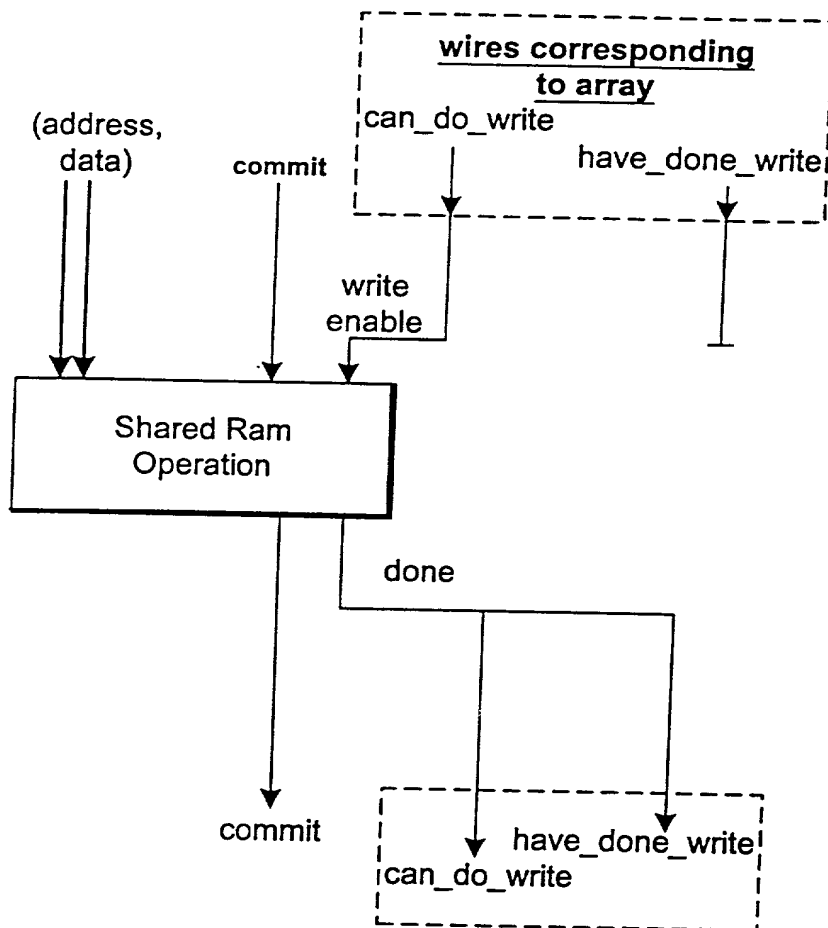 wires corresponding
to array
can_do_write
have_done_write
(address,
data)
commit
write
enable
Shared Ram
Operation
done
commit
have_done_write
can_do_write